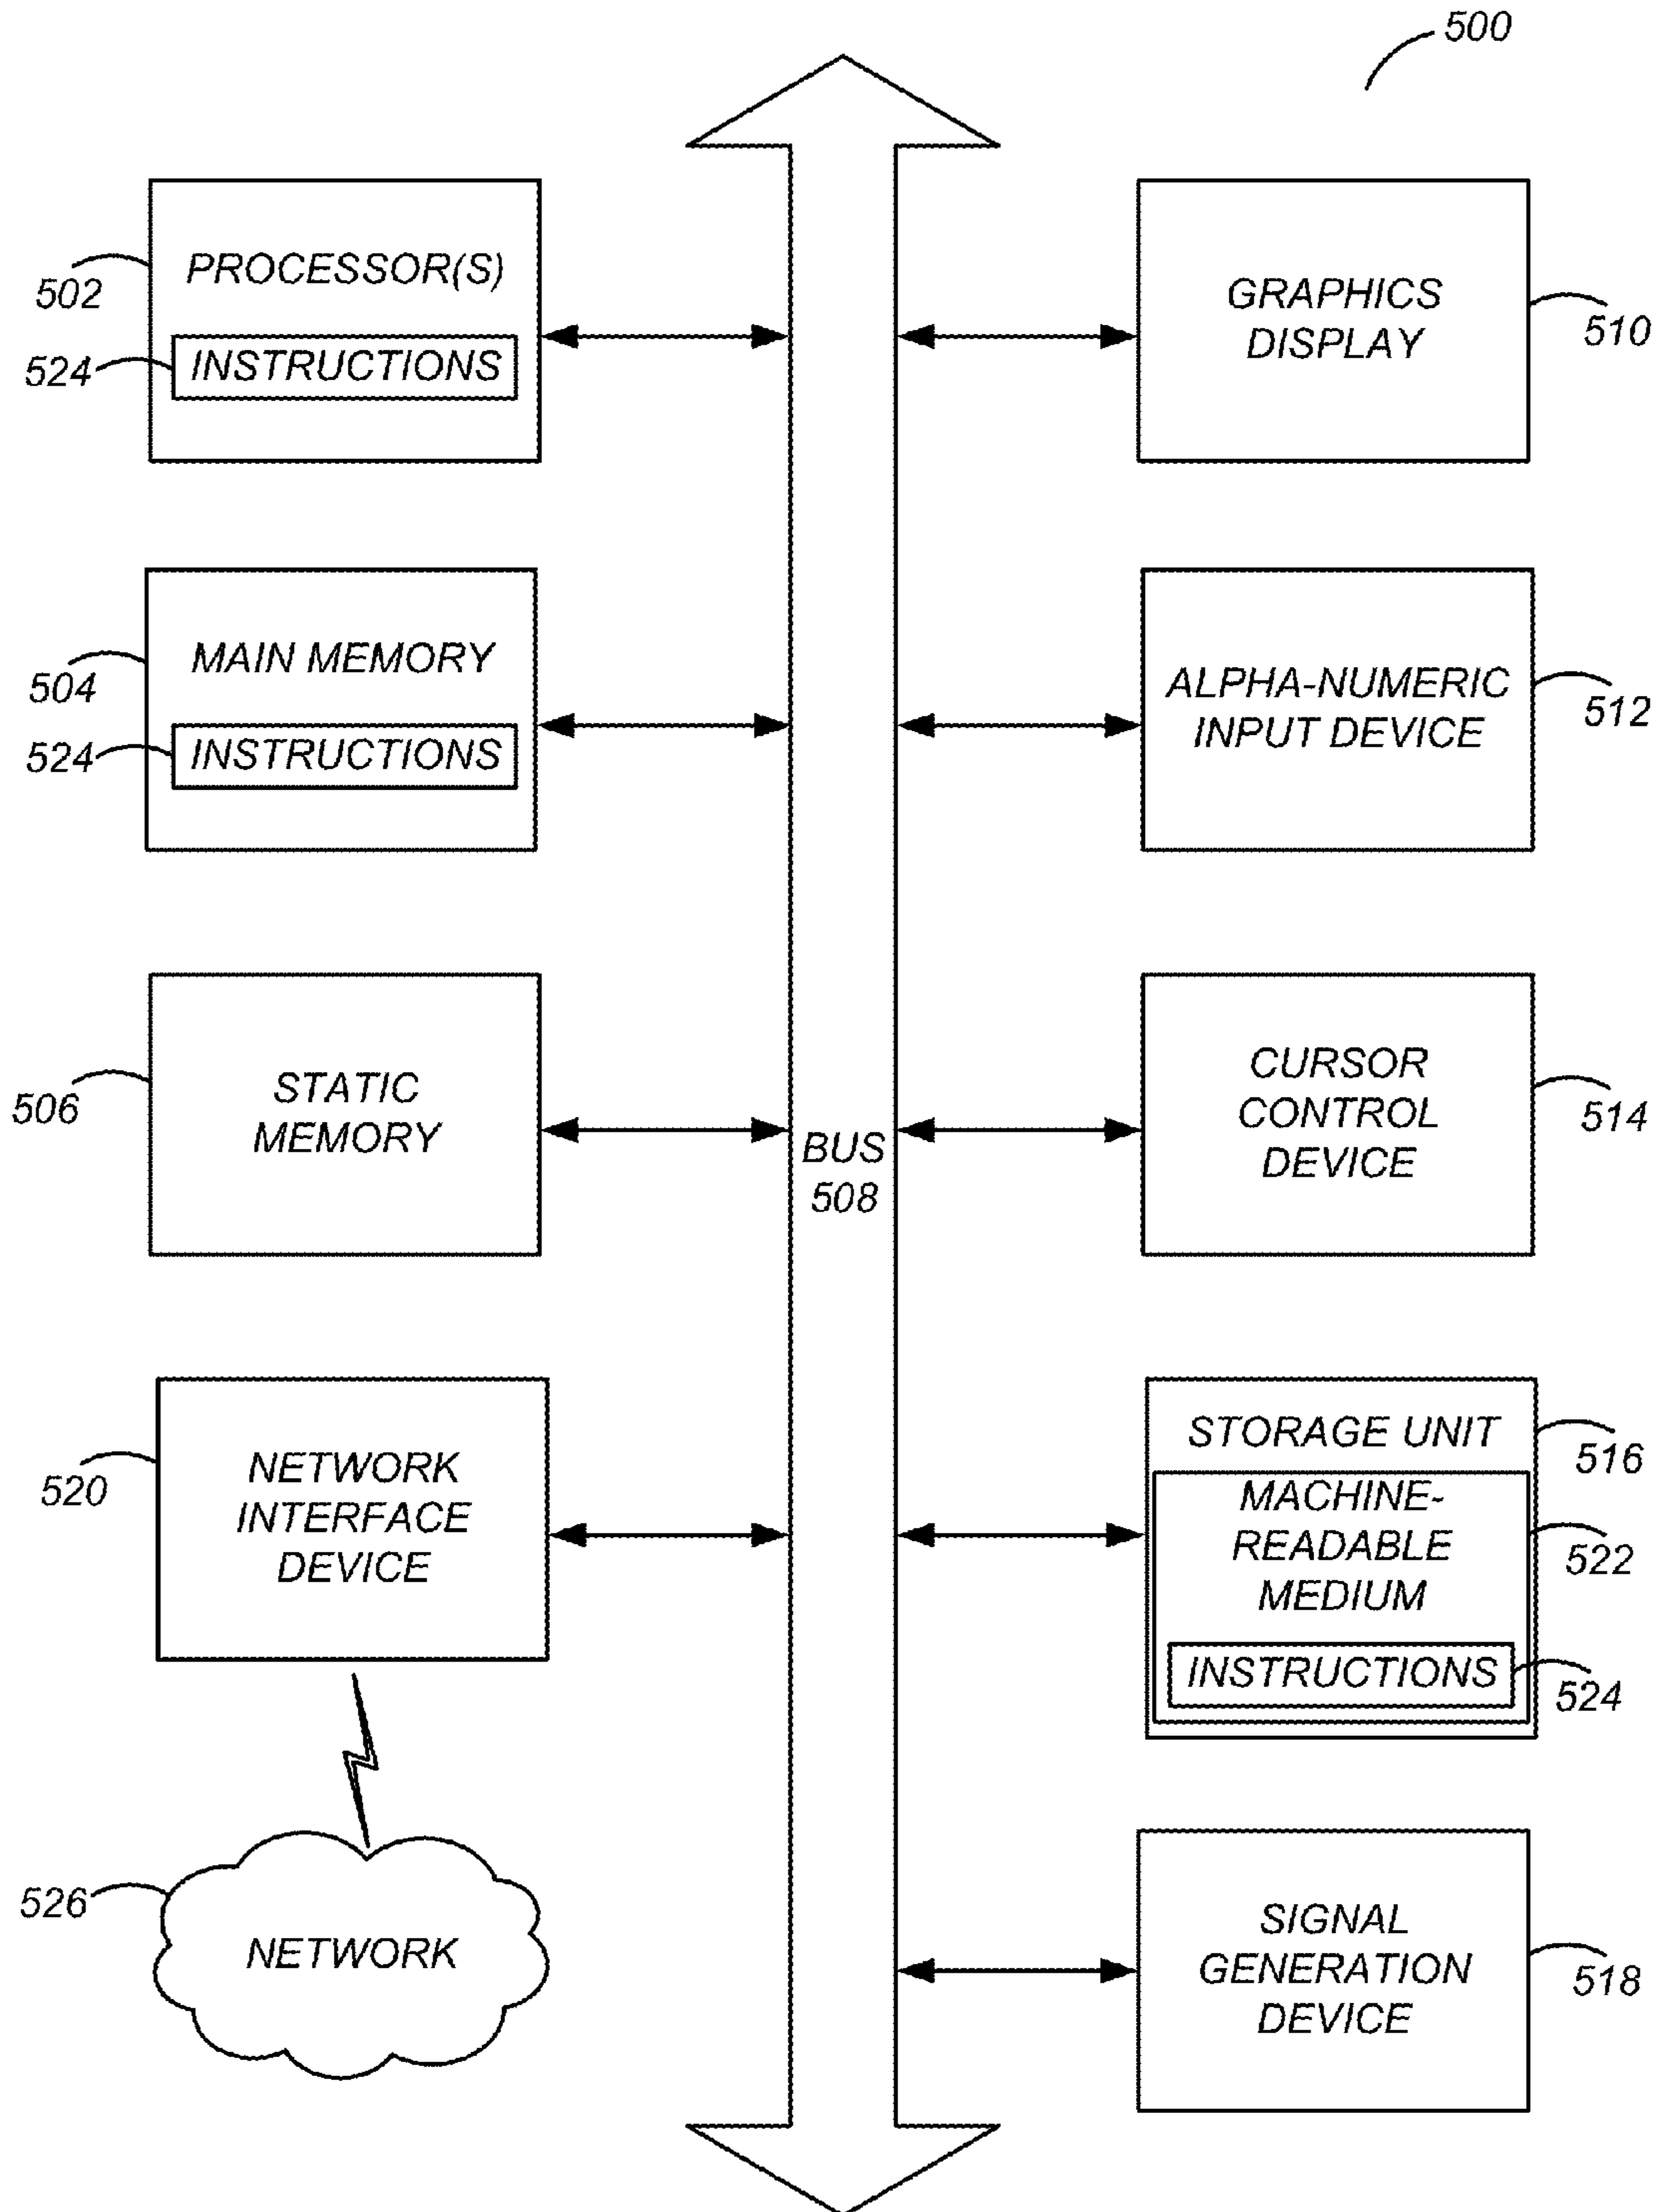 500
PROCESSOR(S)
502
524
INSTRUCTIONS
GRAPHICS
DISPLAY
510
MAIN MEMORY
504
524
INSTRUCTIONS
ALPHA-NUMERIC
INPUT DEVICE
512
STATIC
MEMORY
506
BUS
508
CURSOR
CONTROL
DEVICE
514
NETWORK
INTERFACE
DEVICE
520
STORAGE UNIT
516
MACHINE-
READABLE
MEDIUM
522
INSTRUCTIONS
524
526
NETWORK
SIGNAL
GENERATION
DEVICE
518